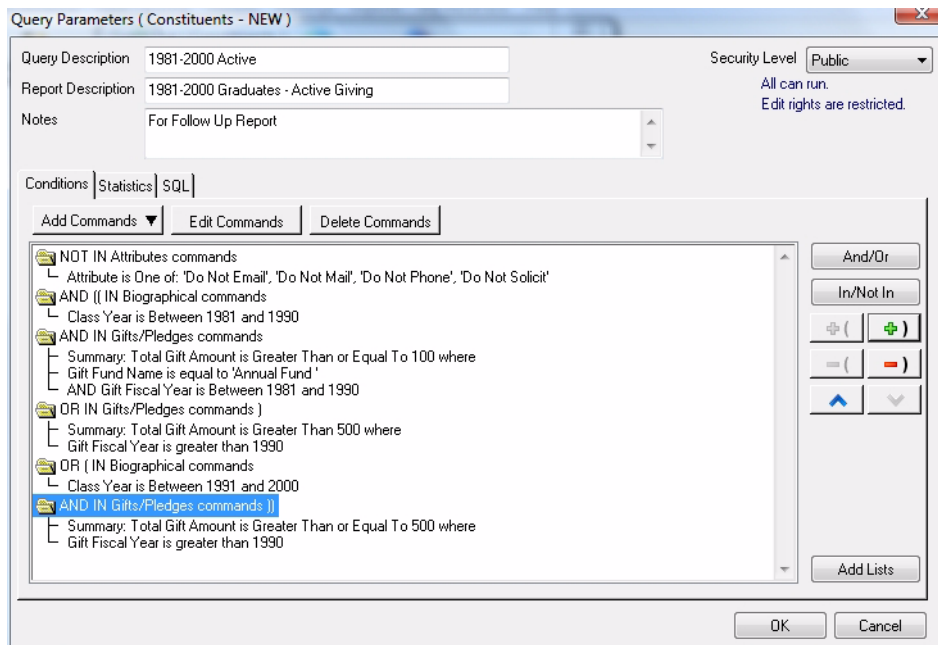 Query Parameters ( Constituents - NEW )
Query Description 1981-2000 Active Security Level Public
All can run.
Report Description 1981-2000 Graduates - Active Giving
Edit rights are restricted.
Notes For Follow Up Report
Conditions Statistics SQL
Add Commands ▼ Edit Commands Delete Commands
NOT IN Attributes commands And/Or
Attribute is One of: 'Do Not Email', 'Do Not Mail', 'Do Not Phone', 'Do Not Solicit'
AND (( IN Biographical commands In/Not In
Class Year is Between 1981 and 1990
AND IN Gifts/Pledges commands + ( + )
Summary: Total Gift Amount is Greater Than or Equal To 100 where
Gift Fund Name is equal to 'Annual Fund ' - ( - )
AND Gift Fiscal Year is Between 1981 and 1990
OR IN Gifts/Pledges commands )
Summary: Total Gift Amount is Greater Than 500 where
Gift Fiscal Year is greater than 1990
OR ( IN Biographical commands
Class Year is Between 1991 and 2000
AND IN Gifts/Pledges commands ))
Summary: Total Gift Amount is Greater Than or Equal To 500 where
Gift Fiscal Year is greater than 1990
Add Lists
OK Cancel